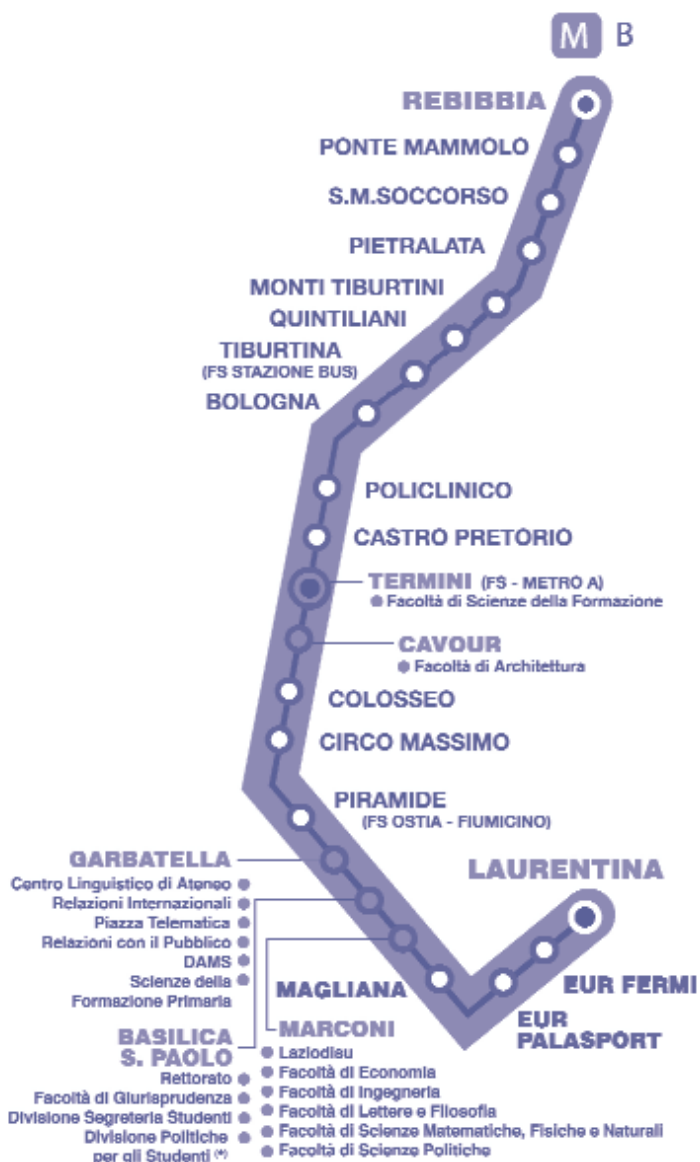 M B
REBIBBIA
PONTE MAMMOLO
S.M.SOCCORSO
PIETRALATA
MONTI TIBURTINI
QUINTILIANI
TIBURTINA
(FS STAZIONE BUS)
BOLOGNA
POLICLINICO
CASTRO PRETORIO
TERMINI (FS - METRO A)
Facoltà di Scienze della Formazione
CAVOUR
Facoltà di Architettura
COLOSSEO
CIRCO MASSIMO
PIRAMIDE
(FS OSTIA - FIUMICINO)
GARBATELLA
Centro Linguistico di Ateneo
Relazioni Internazionali
Piazza Telematica
Relazioni con il Pubblico
DAMS
Scienze della
Formazione Primaria
BASILICA
S. PAOLO
Rettorato
Facoltà di Giurisprudenza
Divisione Segreteria Studenti
Divisione Politiche
per gli Studenti (*)
MARCONI
Laziodisu
Facoltà di Economia
Facoltà di Ingegneria
Facoltà di Lettere e Filosofia
Facoltà di Scienze Matematiche, Fisiche e Naturali
Facoltà di Scienze Politiche
MAGLIANA
EUR
PALASPORT
EUR FERMI
LAURENTINA